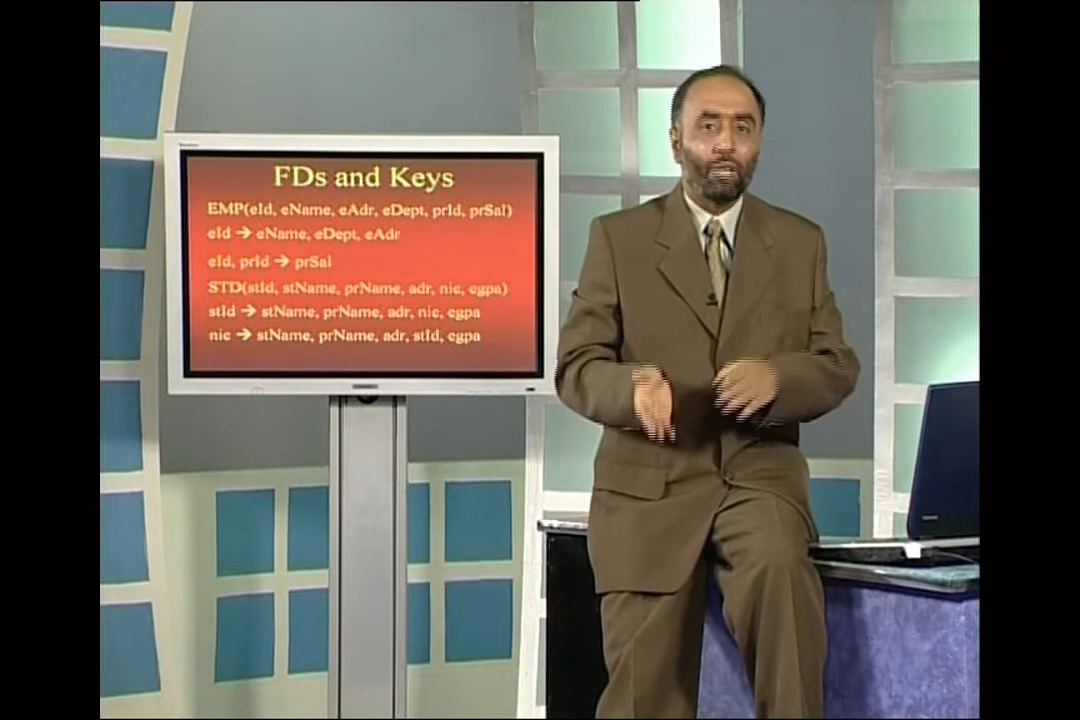 FDs and Keys
EMP(eId, eName, eAdr, eDept, prId, prSal)
eId → eName, eDept, eAdr
eId, prId → prSal
STD(stId, stName, prName, adr, nic, cgpa)
stId → stName, prName, adr, nic, cgpa
nic → stName, prName, adr, stId, cgpa